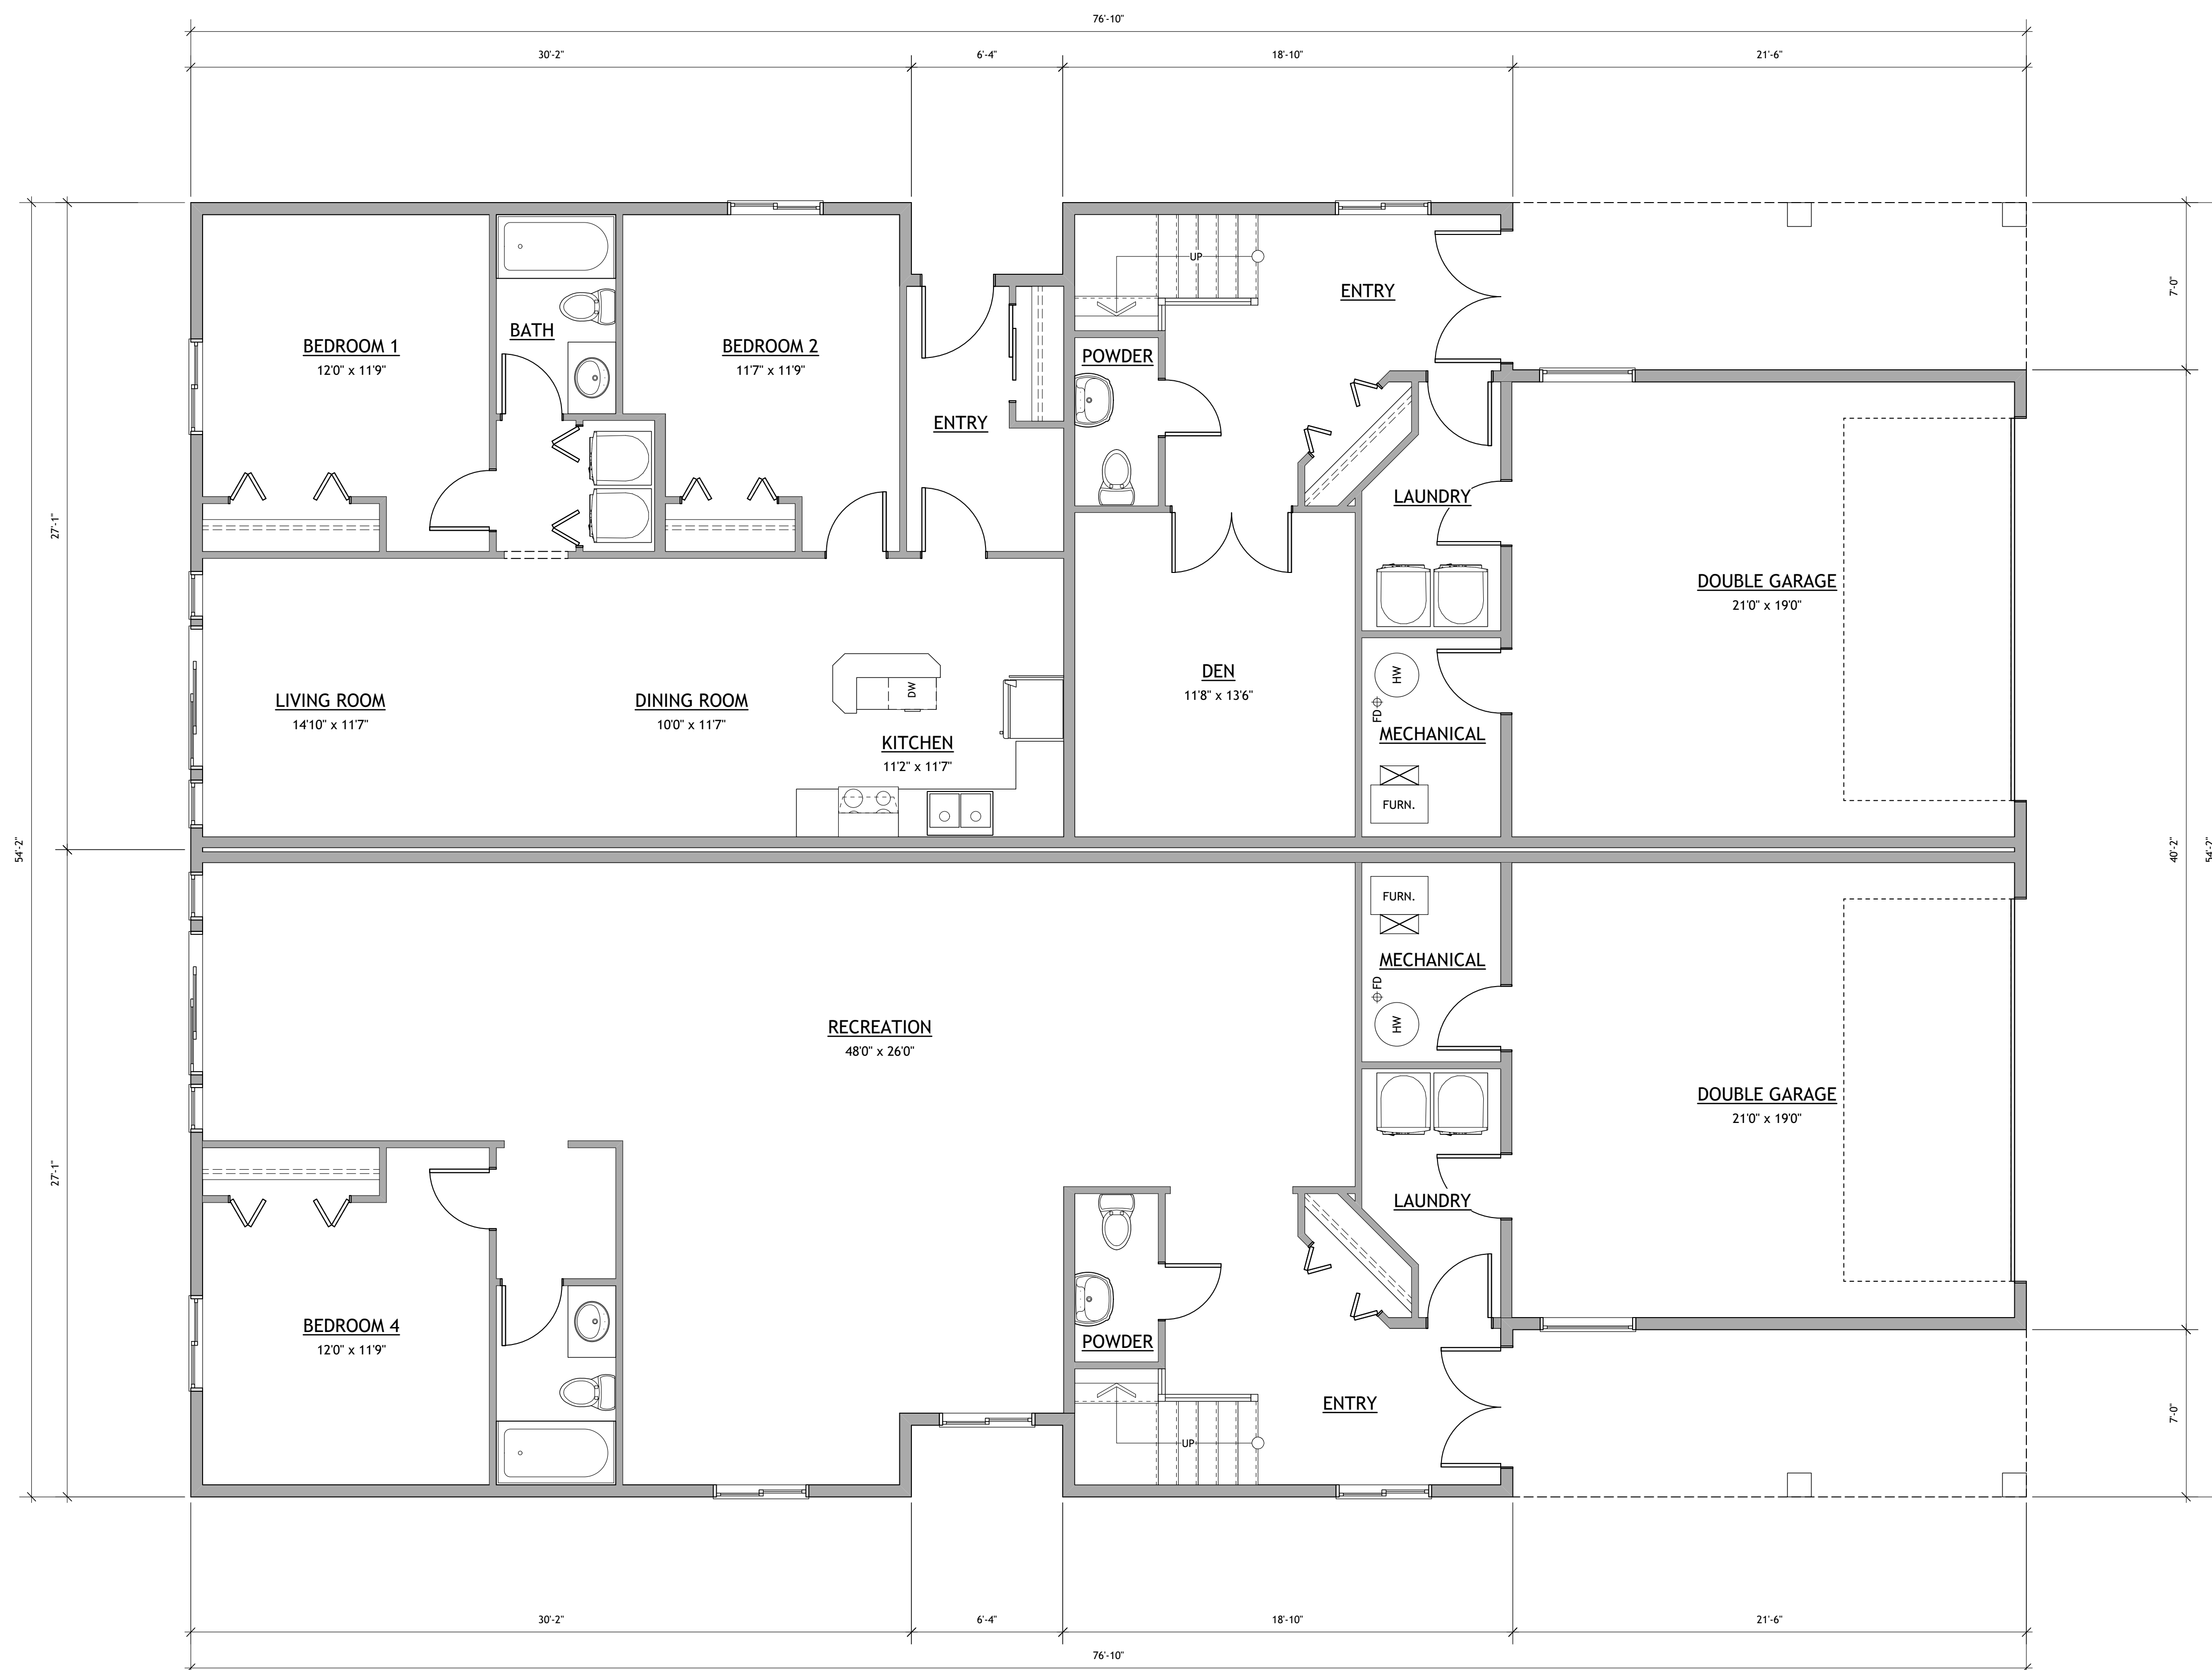 76'-10"
30'-2"
6'-4"
18'-10"
21'-6"
UP
ENTRY
7'-0"
BATH
BEDROOM 1
12'0" x 11'9"
BEDROOM 2
11'7" x 11'9"
POWDER
ENTRY
LAUNDRY
27'-1"
DOUBLE GARAGE
21'0" x 19'0"
LIVING ROOM
14'10" x 11'7"
DINING ROOM
10'0" x 11'7"
DW
KITCHEN
11'2" x 11'7"
DEN
11'8" x 13'6"
HW
FD
MECHANICAL
FURN.
54'-2"
40'-2"
54'-2"
FURN.
MECHANICAL
FD
HW
RECREATION
48'0" x 26'0"
DOUBLE GARAGE
21'0" x 19'0"
27'-1"
LAUNDRY
BEDROOM 4
12'0" x 11'9"
POWDER
ENTRY
7'-0"
UP
30'-2"
6'-4"
18'-10"
21'-6"
76'-10"